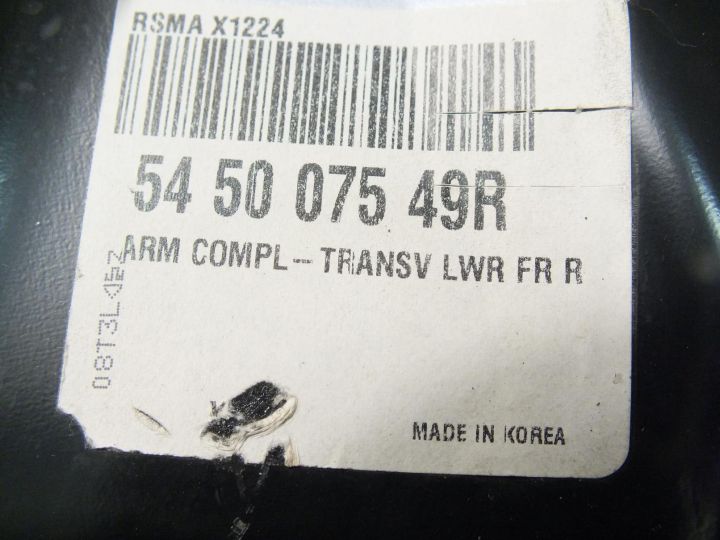 RSMA X1224
54 50 075 49R
ARM COMPL-TRANSV LWR FR R
MADE IN KOREA